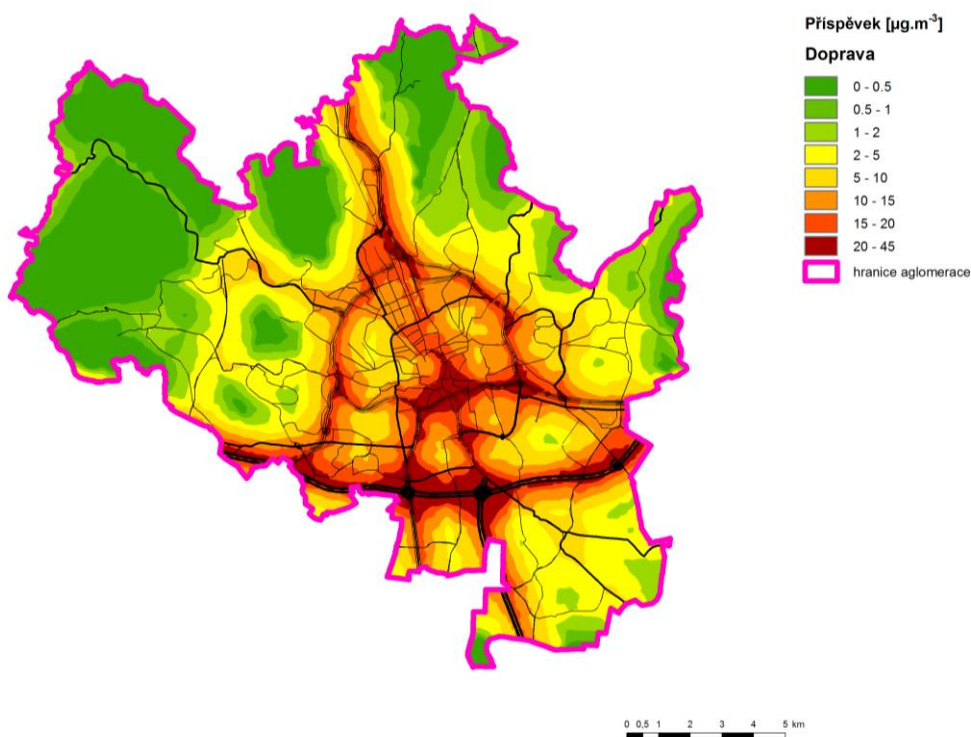 Příspěvek [µg.m⁻³]
Doprava
0 - 0.5
0.5 - 1
1 - 2
2 - 5
5 - 10
10 - 15
15 - 20
20 - 45
hranice aglomerace
0 0,5 1 2 3 4 5 km